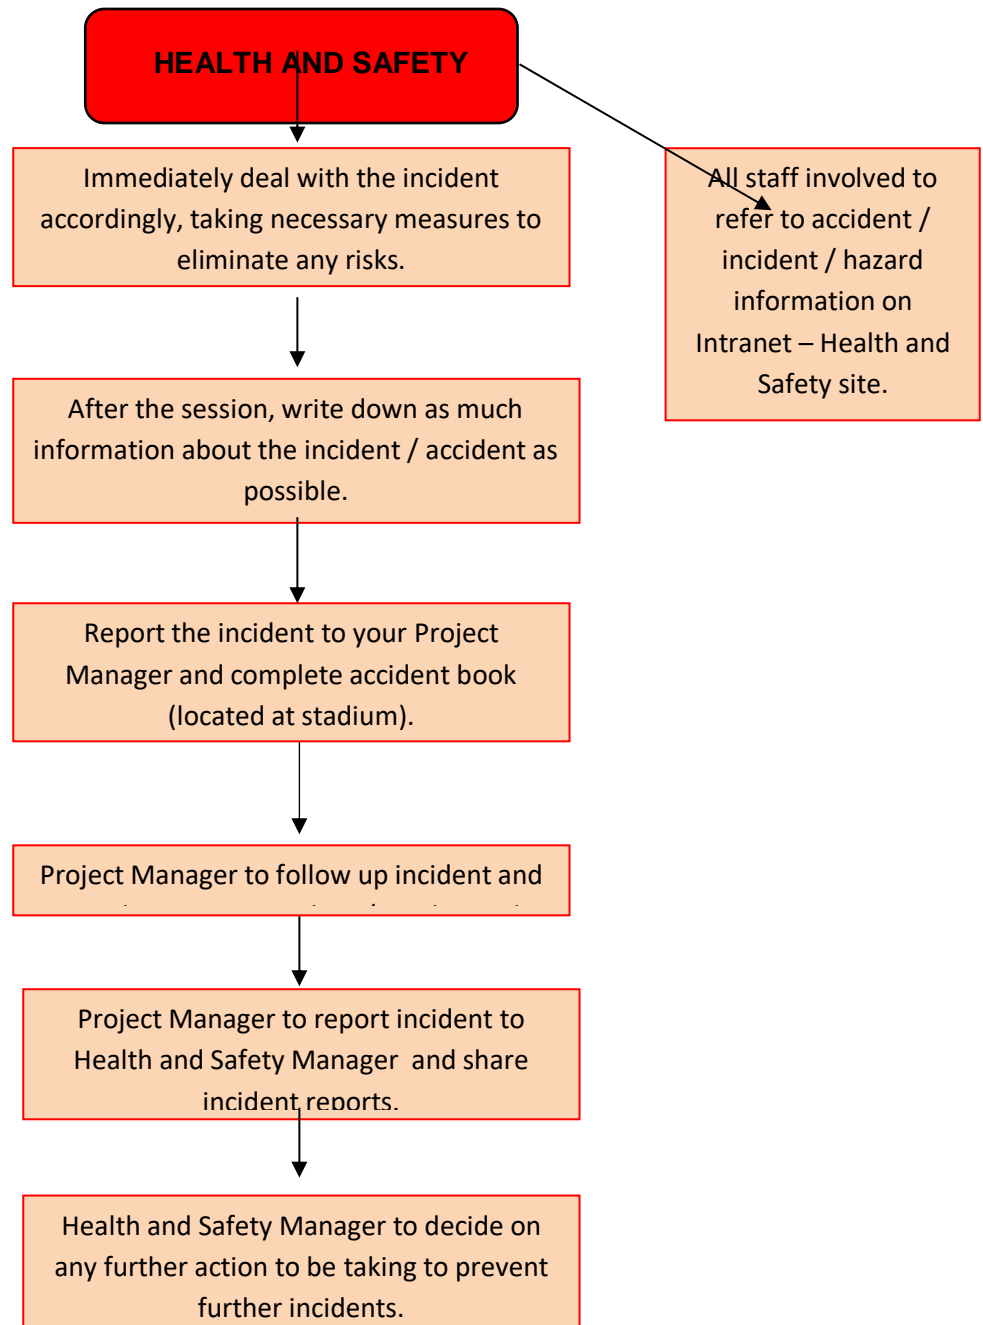 HEALTH AND SAFETY
Immediately deal with the incident
accordingly, taking necessary measures to
eliminate any risks.
All staff involved to
refer to accident /
incident / hazard
information on
Intranet – Health and
Safety site.
After the session, write down as much
information about the incident / accident as
possible.
Report the incident to your Project
Manager and complete accident book
(located at stadium).
Project Manager to follow up incident and
Project Manager to report incident to
Health and Safety Manager  and share
incident reports.
Health and Safety Manager to decide on
any further action to be taking to prevent
further incidents.